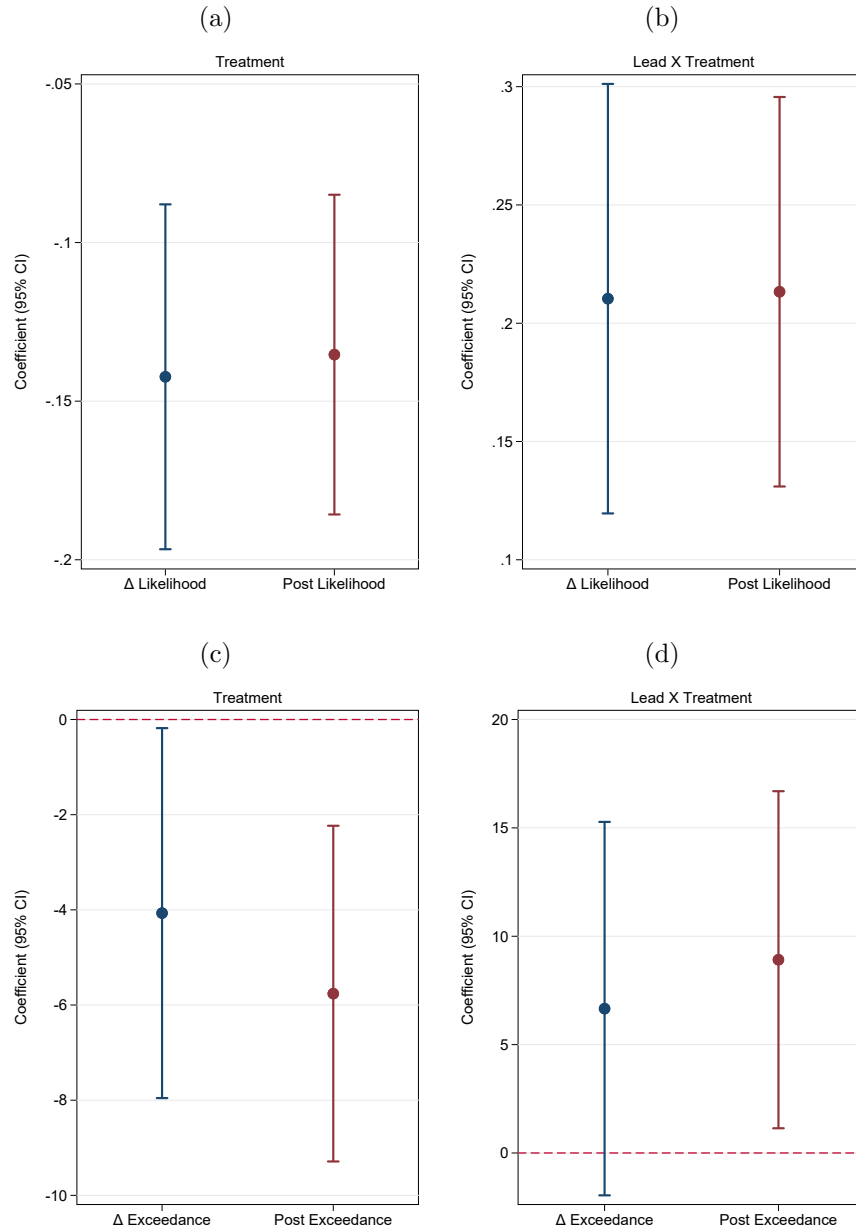 (a)
Treatment
-.05
-.1
-.15
-.2
Coefficient (95% CI)
Δ Likelihood
Post Likelihood
(b)
Lead X Treatment
.3
.25
.2
.15
.1
Coefficient (95% CI)
Δ Likelihood
Post Likelihood
(c)
Treatment
0
-2
-4
-6
-8
-10
Coefficient (95% CI)
Δ Exceedance
Post Exceedance
(d)
Lead X Treatment
20
15
10
5
0
Coefficient (95% CI)
Δ Exceedance
Post Exceedance